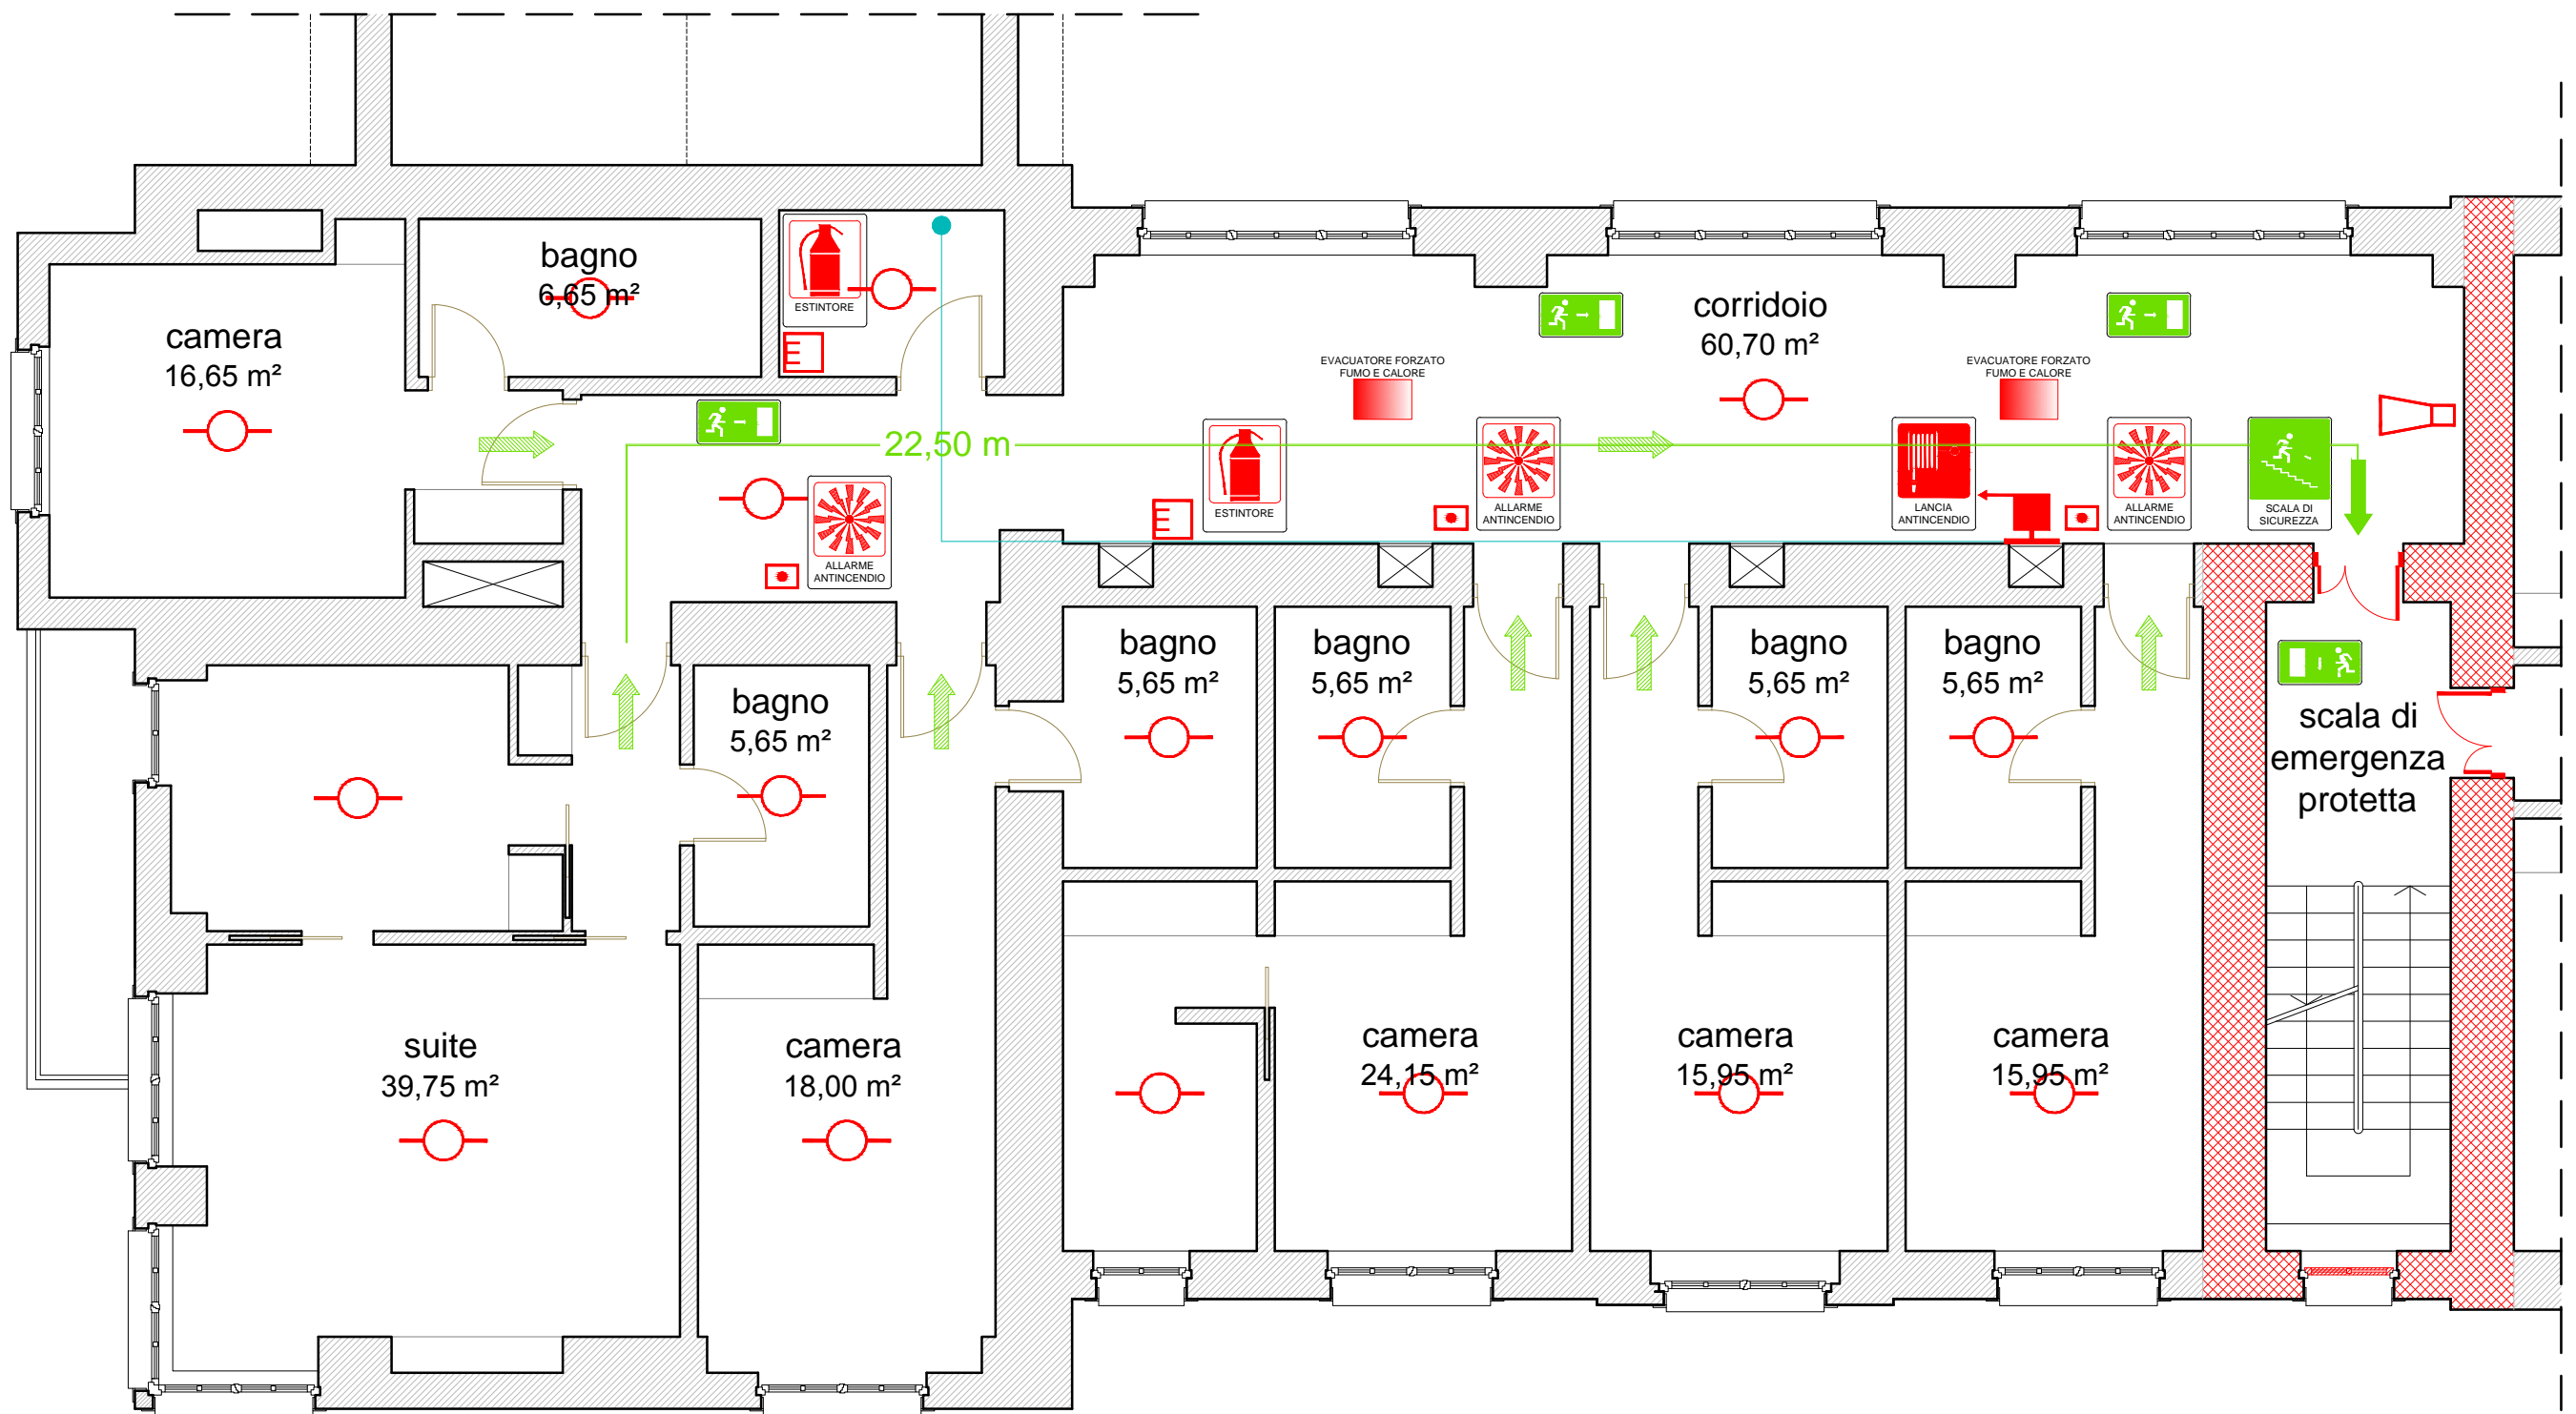 bagno
6,65 m²
ESTINTORE
camera
16,65 m²
corridoio
60,70 m²
EVACUATORE FORZATO
FUMO E CALORE
EVACUATORE FORZATO
FUMO E CALORE
22,50 m
ESTINTORE
ALLARME
ANTINCENDIO
LANCIA
ANTINCENDIO
ALLARME
ANTINCENDIO
SCALA DI
SICUREZZA
ALLARME
ANTINCENDIO
bagno
5,65 m²
bagno
5,65 m²
bagno
5,65 m²
bagno
5,65 m²
bagno
5,65 m²
scala di
emergenza
protetta
suite
39,75 m²
camera
18,00 m²
camera
24,15 m²
camera
15,95 m²
camera
15,95 m²